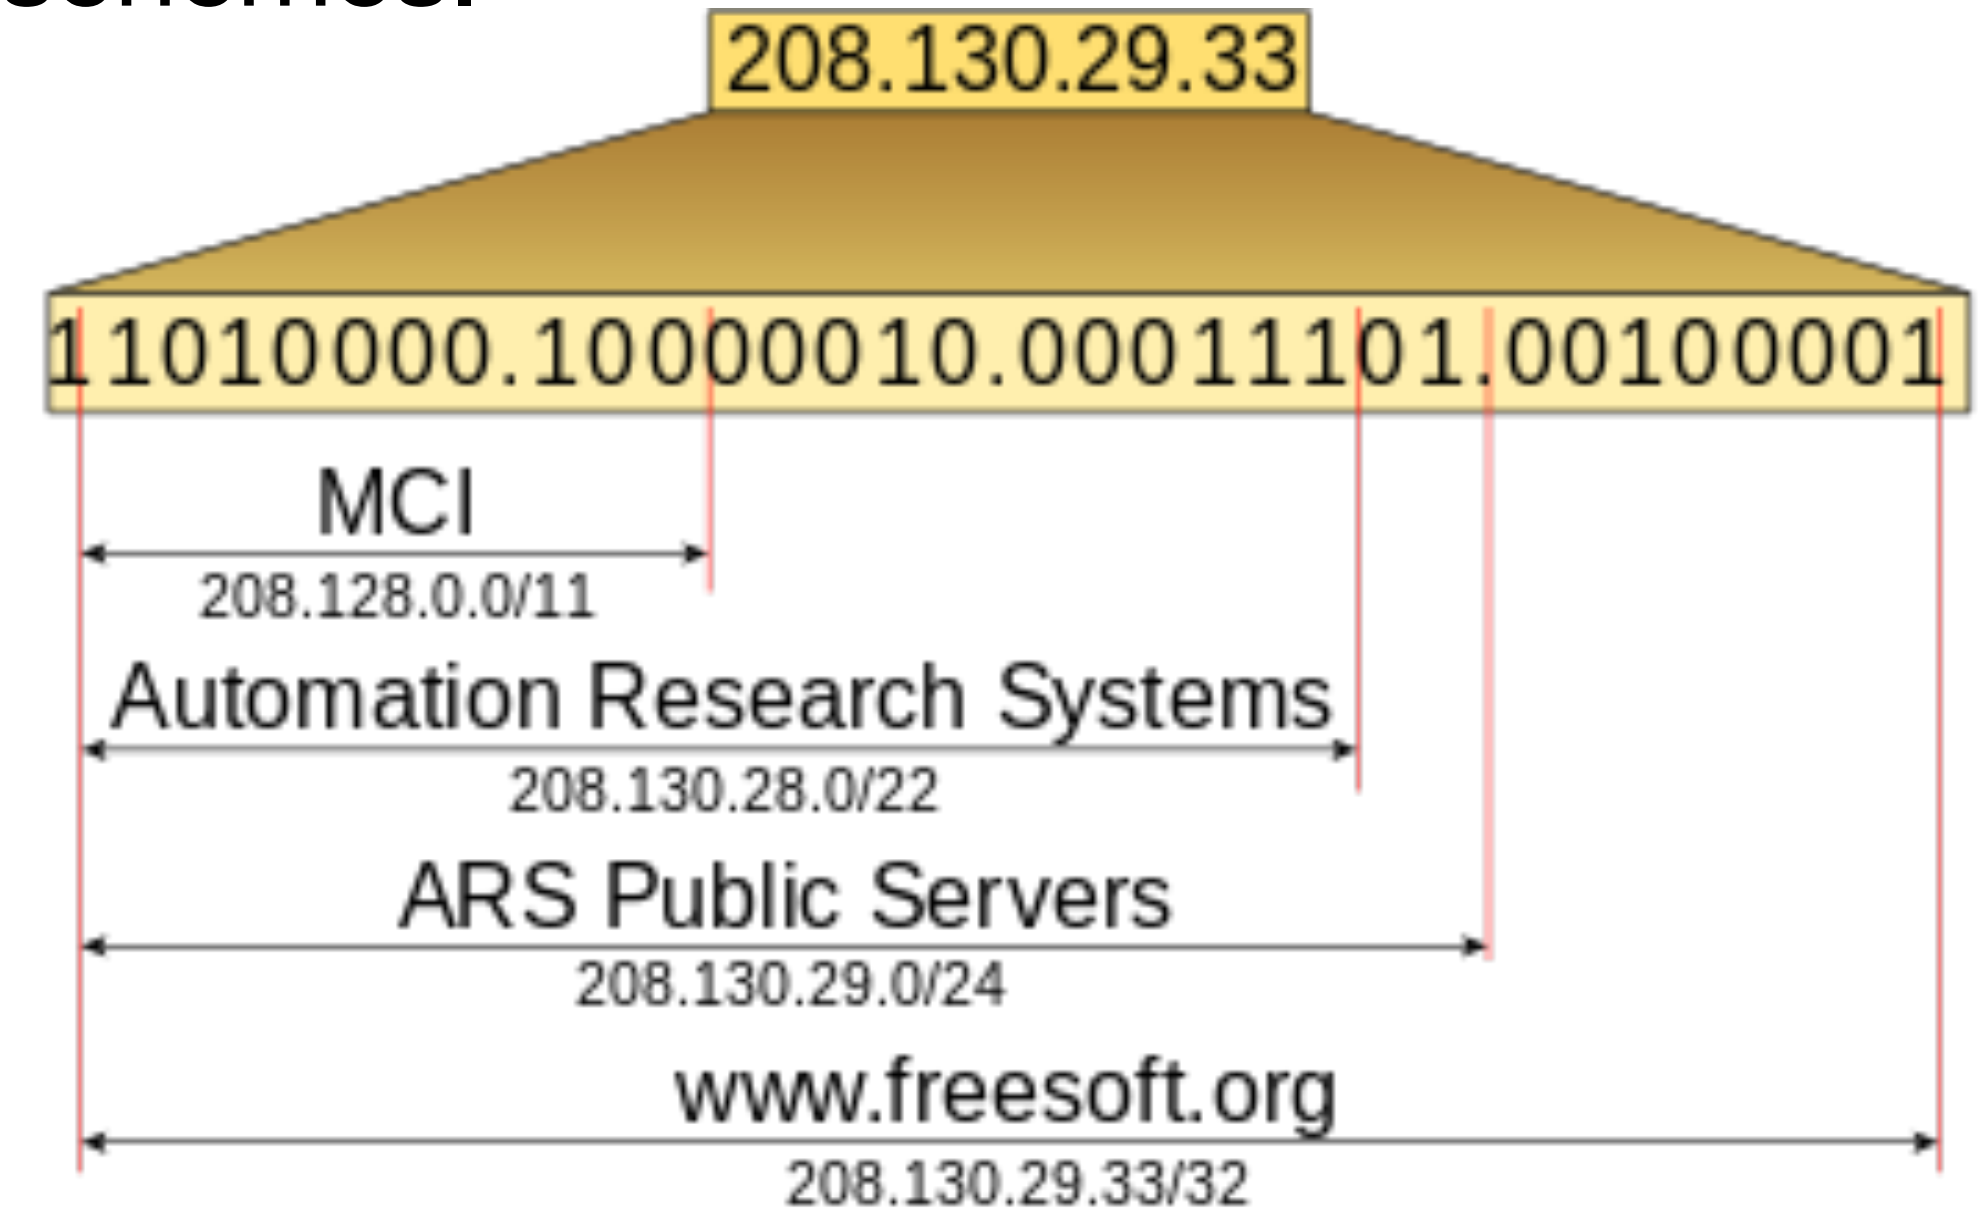 schemes.
208.130.29.33
11010000.10000010.00011101.00100001
MCI
208.128.0.0/11
Automation Research Systems
208.130.28.0/22
ARS Public Servers
208.130.29.0/24
www.freesoft.org
208.130.29.33/32